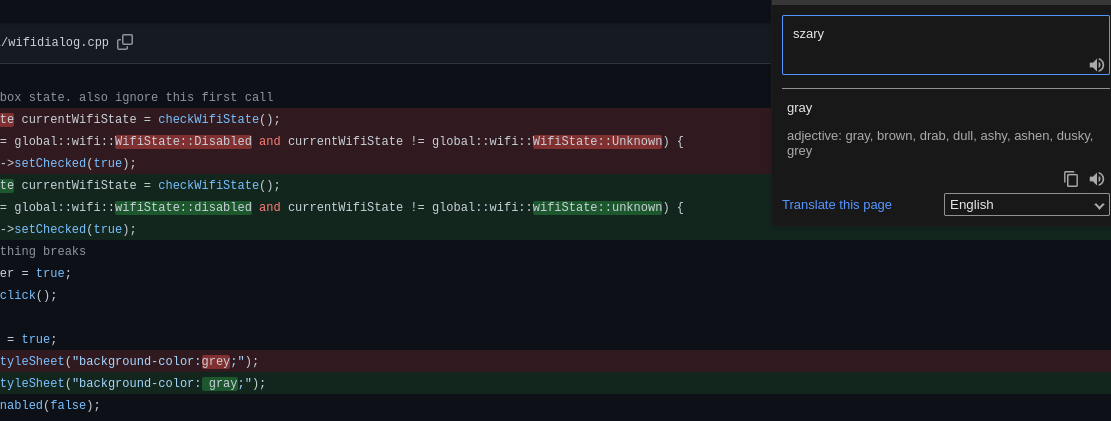 /wifidialog.cpp
box state. also ignore this first call
te currentWifiState = checkWifiState();
= global::wifi::WifiState::Disabled and currentWifiState != global::wifi::WifiState::Unknown) {
->setChecked(true);
te currentWifiState = checkWifiState();
= global::wifi::wifiState::disabled and currentWifiState != global::wifi::wifiState::unknown) {
->setChecked(true);
thing breaks
er = true;
click();
= true;
tyleSheet("background-color:grey;");
tyleSheet("background-color: gray;");
nabled(false);
szary
gray
adjective: gray, brown, drab, dull, ashy, ashen, dusky,
grey
Translate this page
English